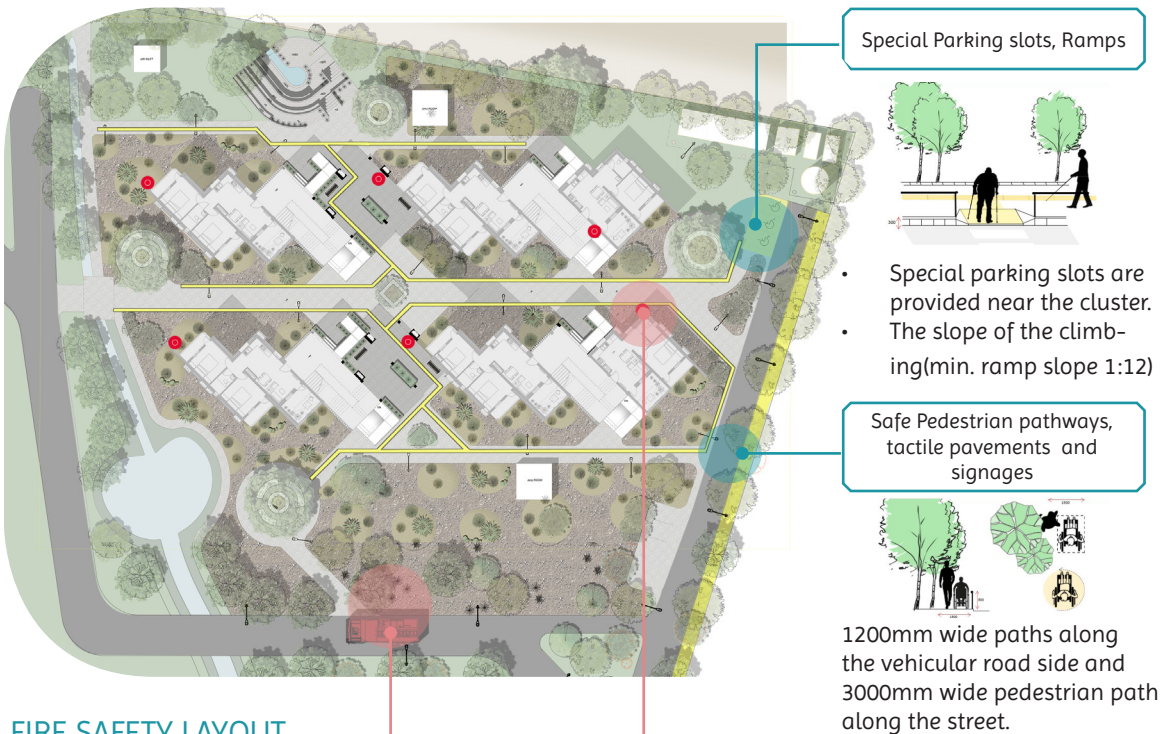 Special Parking slots, Ramps
• Special parking slots are
provided near the cluster.
• The slope of the climb-
ing(min. ramp slope 1:12)
Safe Pedestrian pathways,
tactile pavements and
signages
1200mm wide paths along
the vehicular road side and
3000mm wide pedestrian path
along the street.
FIRE SAFETY LAYOUT